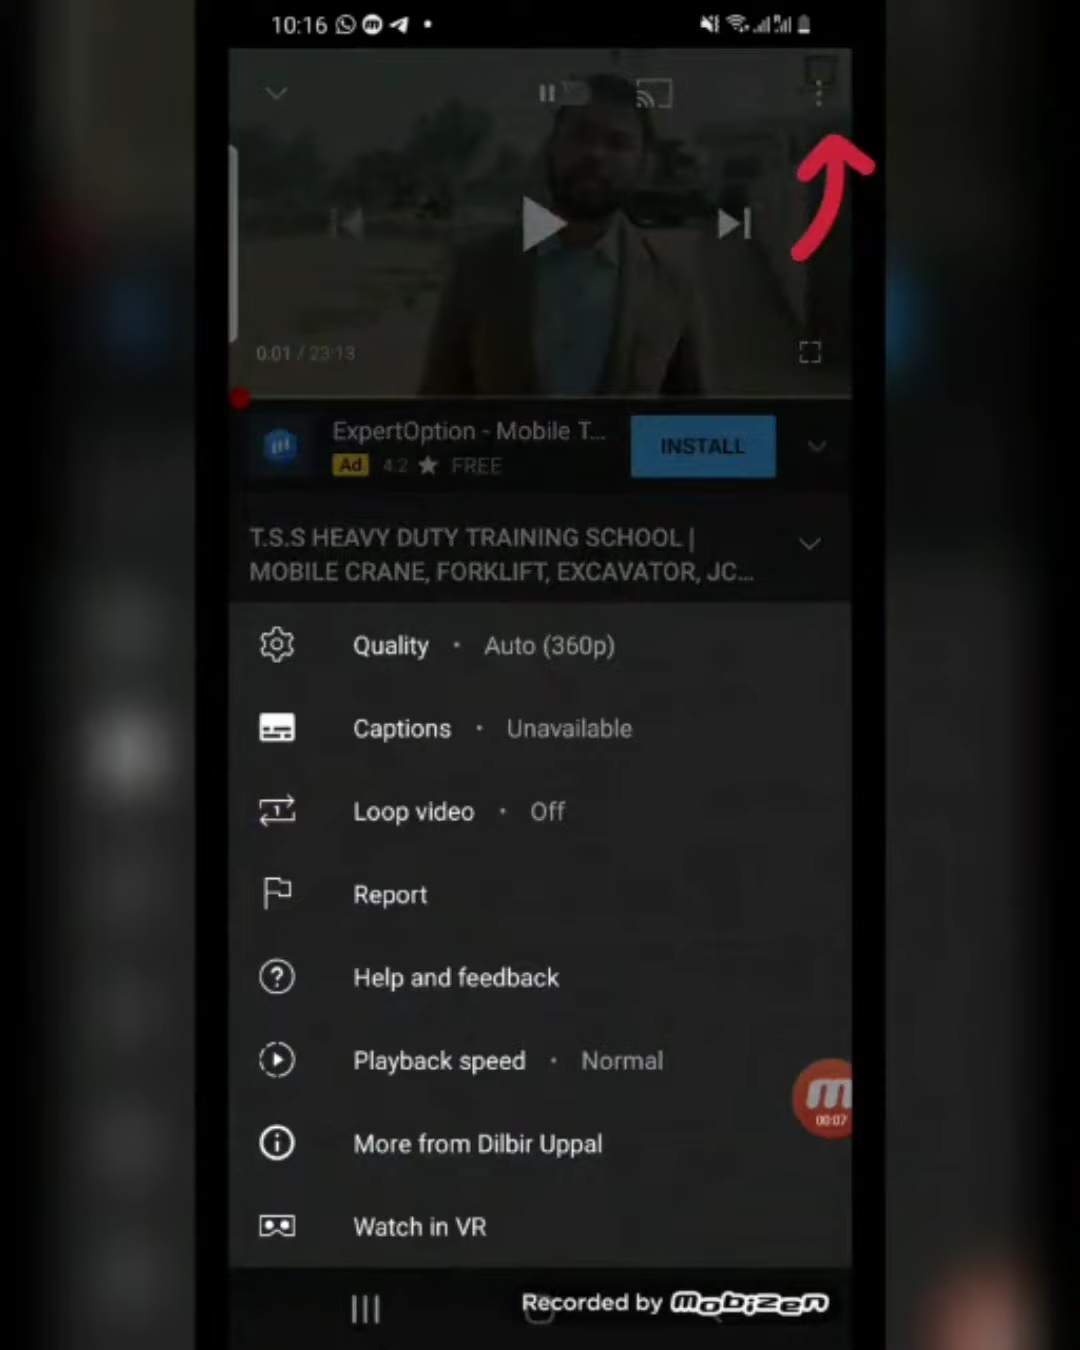 10:16
0:01 / 23:13
ExpertOption - Mobile T...
INSTALL
Ad 4.2 ★ FREE
T.S.S HEAVY DUTY TRAINING SCHOOL |
MOBILE CRANE, FORKLIFT, EXCAVATOR, JC...
Quality • Auto (360p)
Captions • Unavailable
Loop video • Off
Report
Help and feedback
Playback speed • Normal
00:07
More from Dilbir Uppal
Watch in VR
Recorded by mobizen